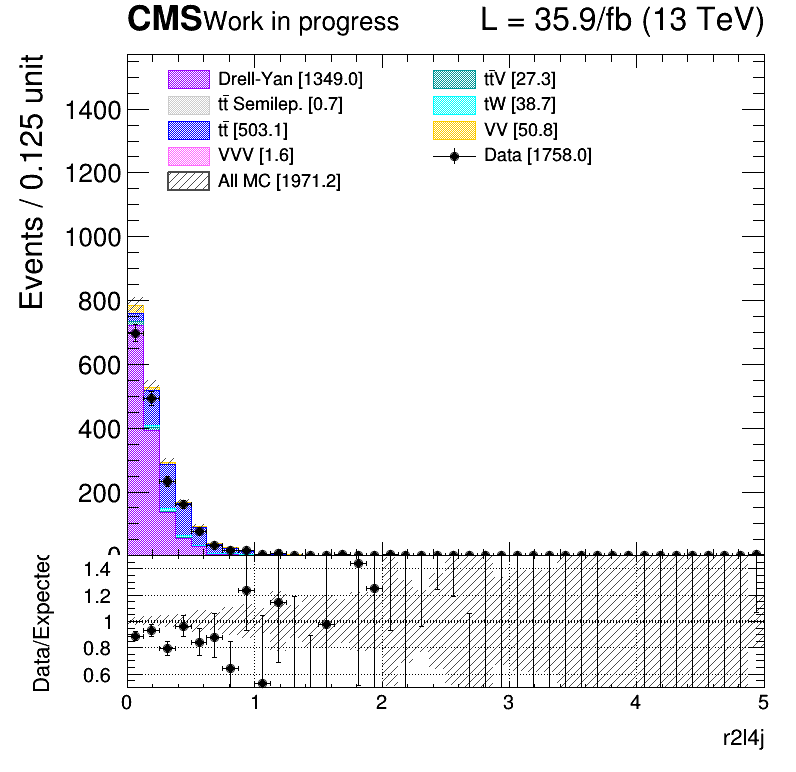 CMS Work in progress L = 35.9/fb (13 TeV)
Events / 0.125 unit
Drell-Yan [1349.0]
tt̄ Semilep. [0.7]
tt̄ [503.1]
VVV [1.6]
All MC [1971.2]
tt̄V [27.3]
tW [38.7]
VV [50.8]
Data [1758.0]
1400
1200
1000
800
600
400
200
0
Data/Expected
1.4
1.2
1
0.8
0.6
0 1 2 3 4 5
r2l4j